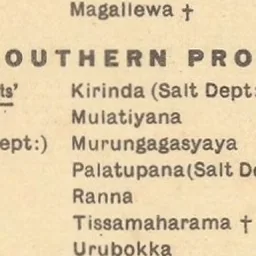 Magallewa †
OUTHERN PRO
ts' Kirinda (Salt Dept:
Mulatiyana
ept:) Murungagasyaya
Palatupana (Salt De
Ranna
Tissamaharama †
Urubokka